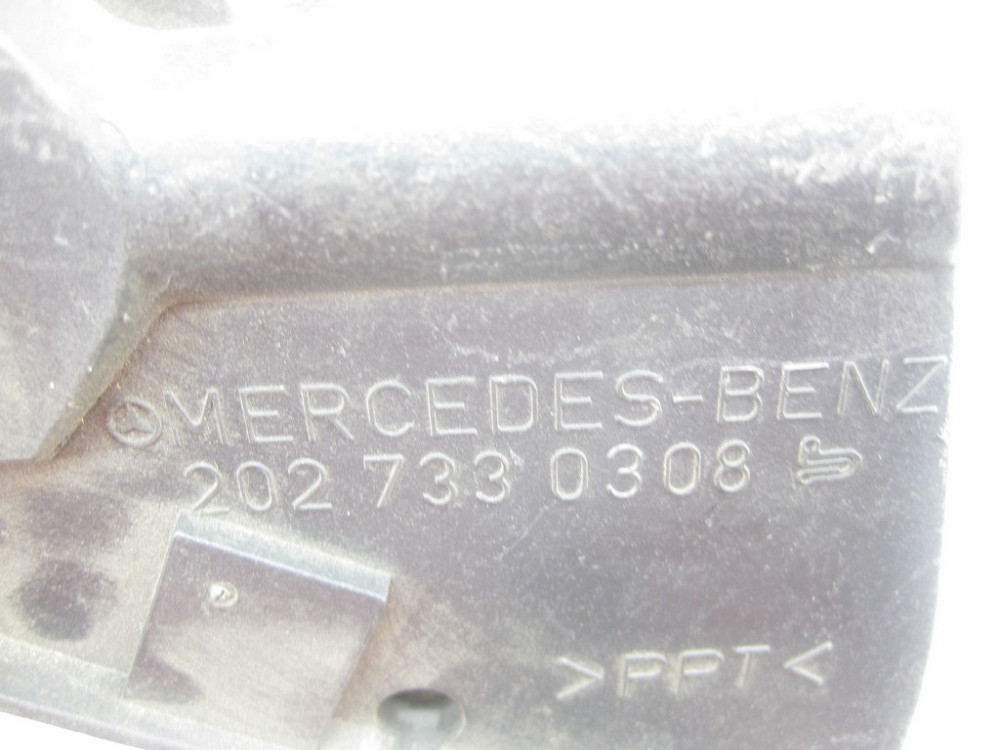 MERCEDES-BENZ
202 733 0308
>PPT<